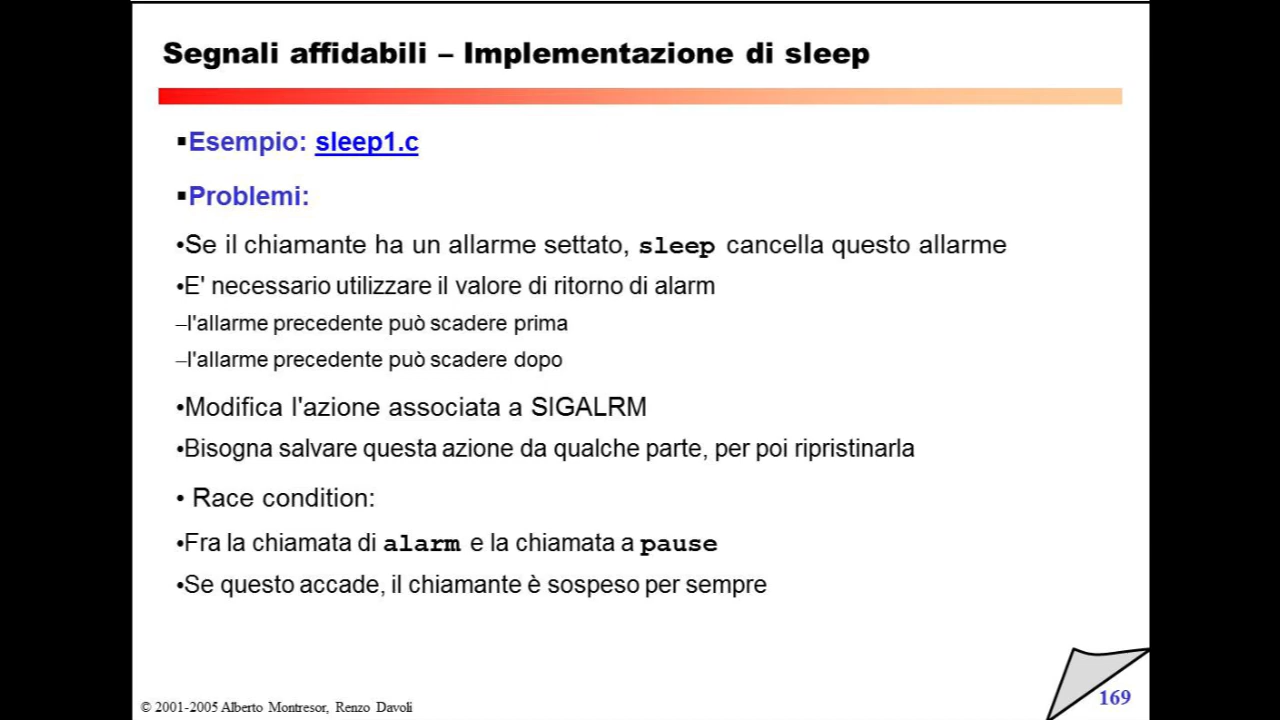 Segnali affidabili – Implementazione di sleep
▪Esempio: sleep1.c
▪Problemi:
•Se il chiamante ha un allarme settato, sleep cancella questo allarme
•E' necessario utilizzare il valore di ritorno di alarm
–l'allarme precedente può scadere prima
–l'allarme precedente può scadere dopo
•Modifica l'azione associata a SIGALRM
•Bisogna salvare questa azione da qualche parte, per poi ripristinarla
• Race condition:
•Fra la chiamata di alarm e la chiamata a pause
•Se questo accade, il chiamante è sospeso per sempre
© 2001-2005 Alberto Montresor, Renzo Davoli
169